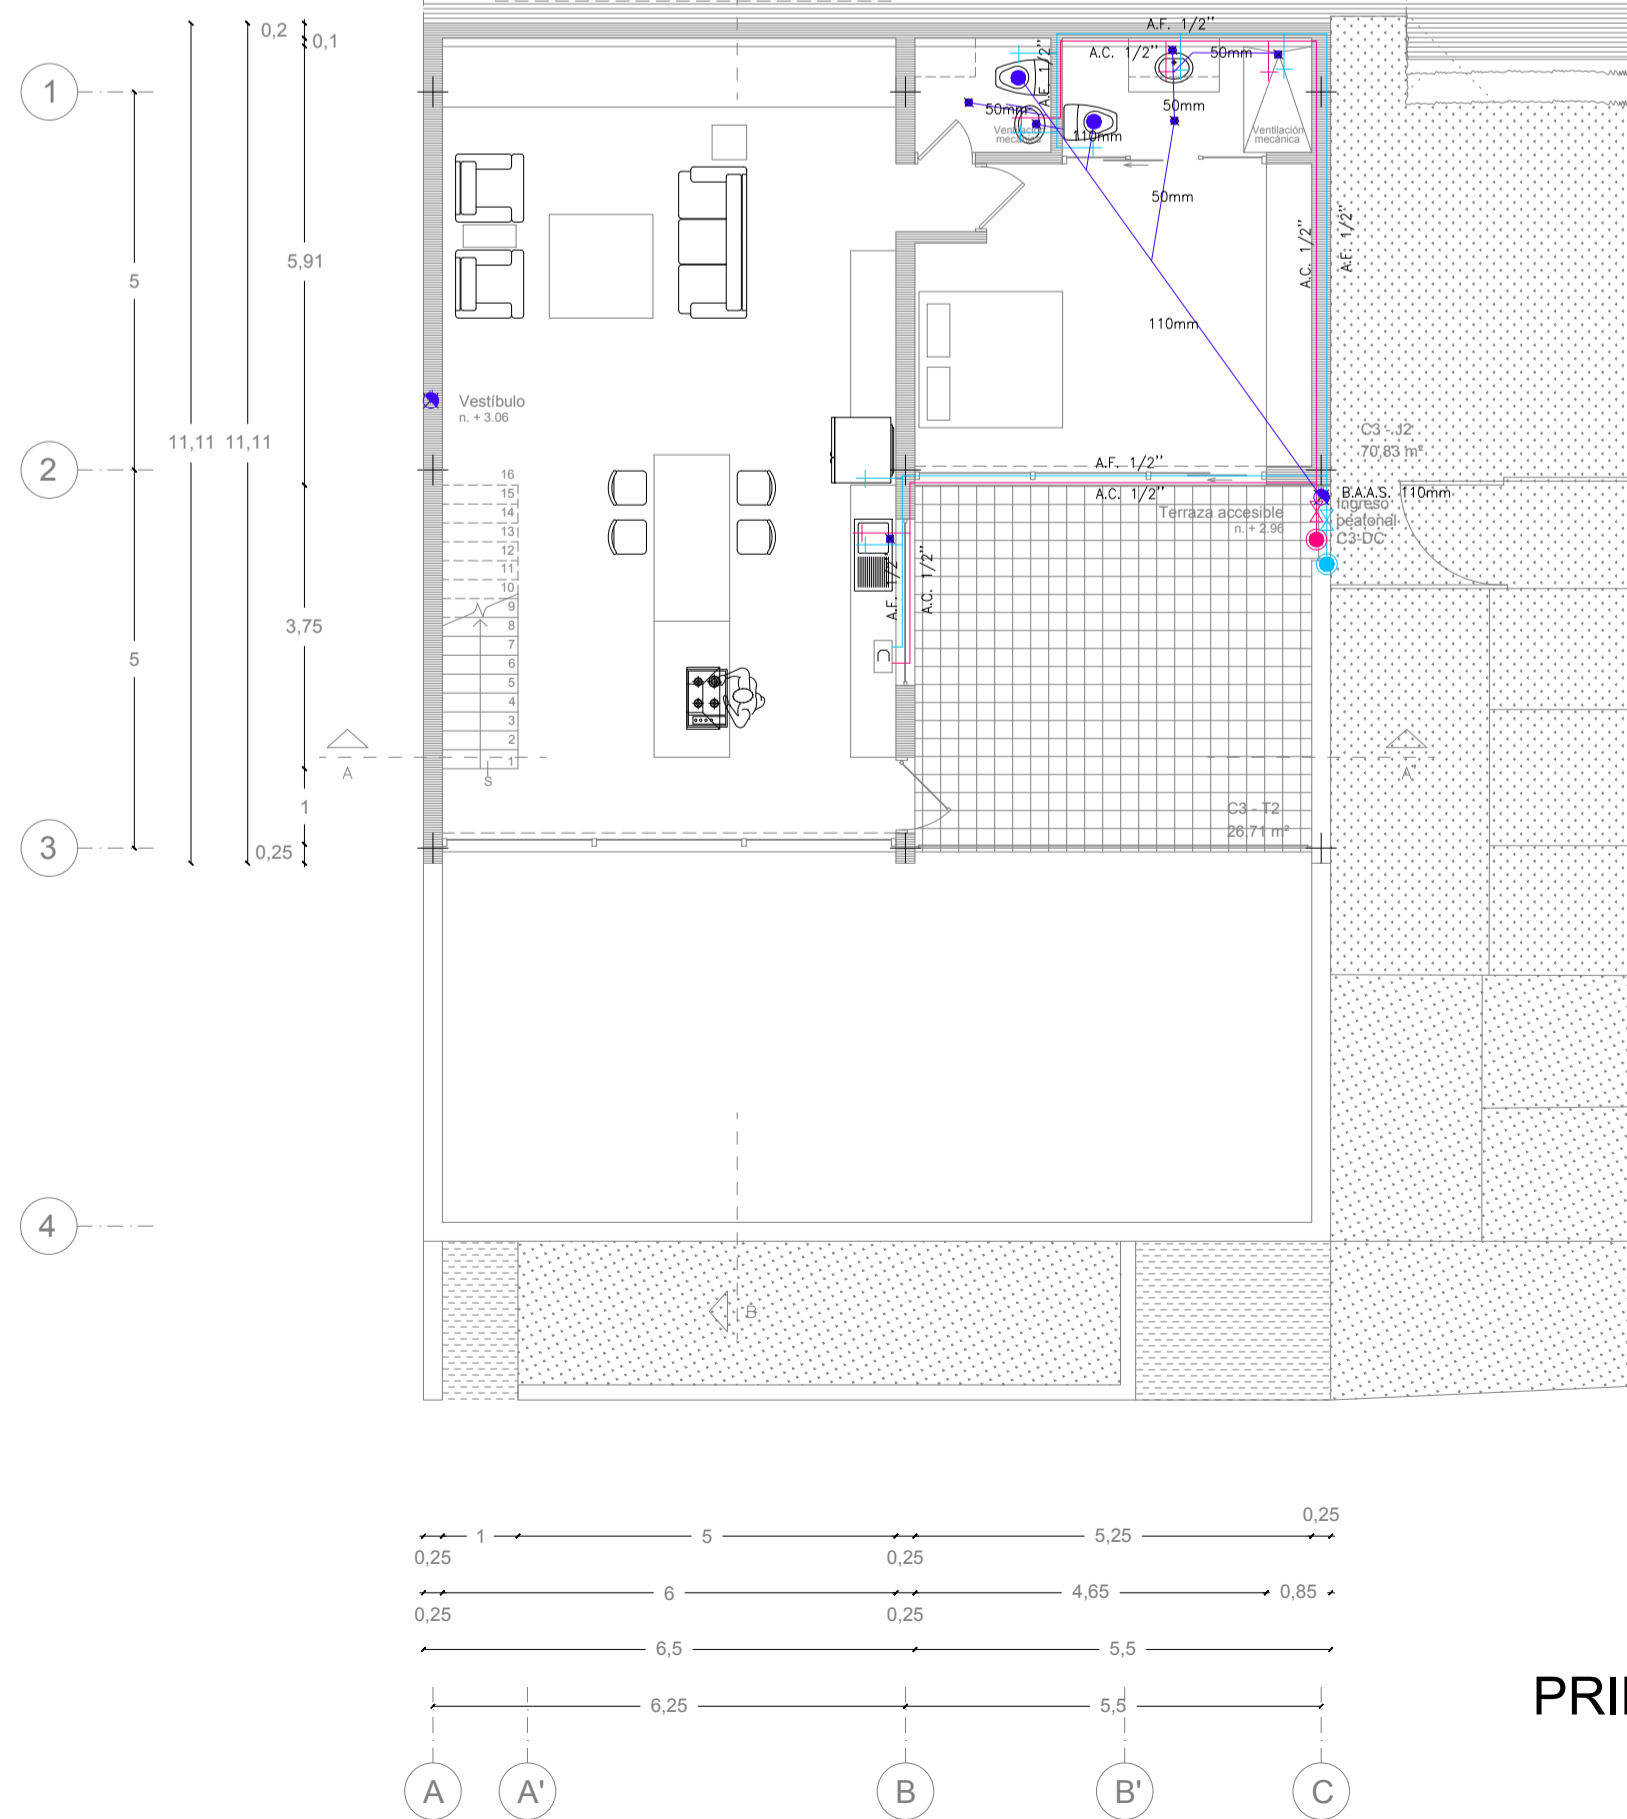 0,2
0,1
A.F. 1/2"
A.C. 1/2"
50mm
A.F. 1/2"
1
50mm
50mm
110mm
Ventilación
mecánica
Ventilación
mecánica
50mm
5
5,91
A.C. 1/2"
A.F. 1/2"
110mm
Vestíbulo
n. + 3.06
11,11
11,11
C3 - J2
70,83 m²
2
A.F. 1/2"
A.C. 1/2"
B.A.A.S. 110mm
Ingreso
peatonal
C3-DC
Terraza accesible
n. + 2.96
16
15
14
13
12
11
10
9
8
7
6
5
4
3
2
1
S
A.F. 1/2"
A.C. 1/2"
3,75
5
A
A'
1
C3 - T2
26,71 m²
3
0,25
4
B
1
5
5,25
0,25
0,25
0,25
6
4,65
0,85
0,25
0,25
6,5
5,5
6,25
5,5
PRI
A
A'
B
B'
C